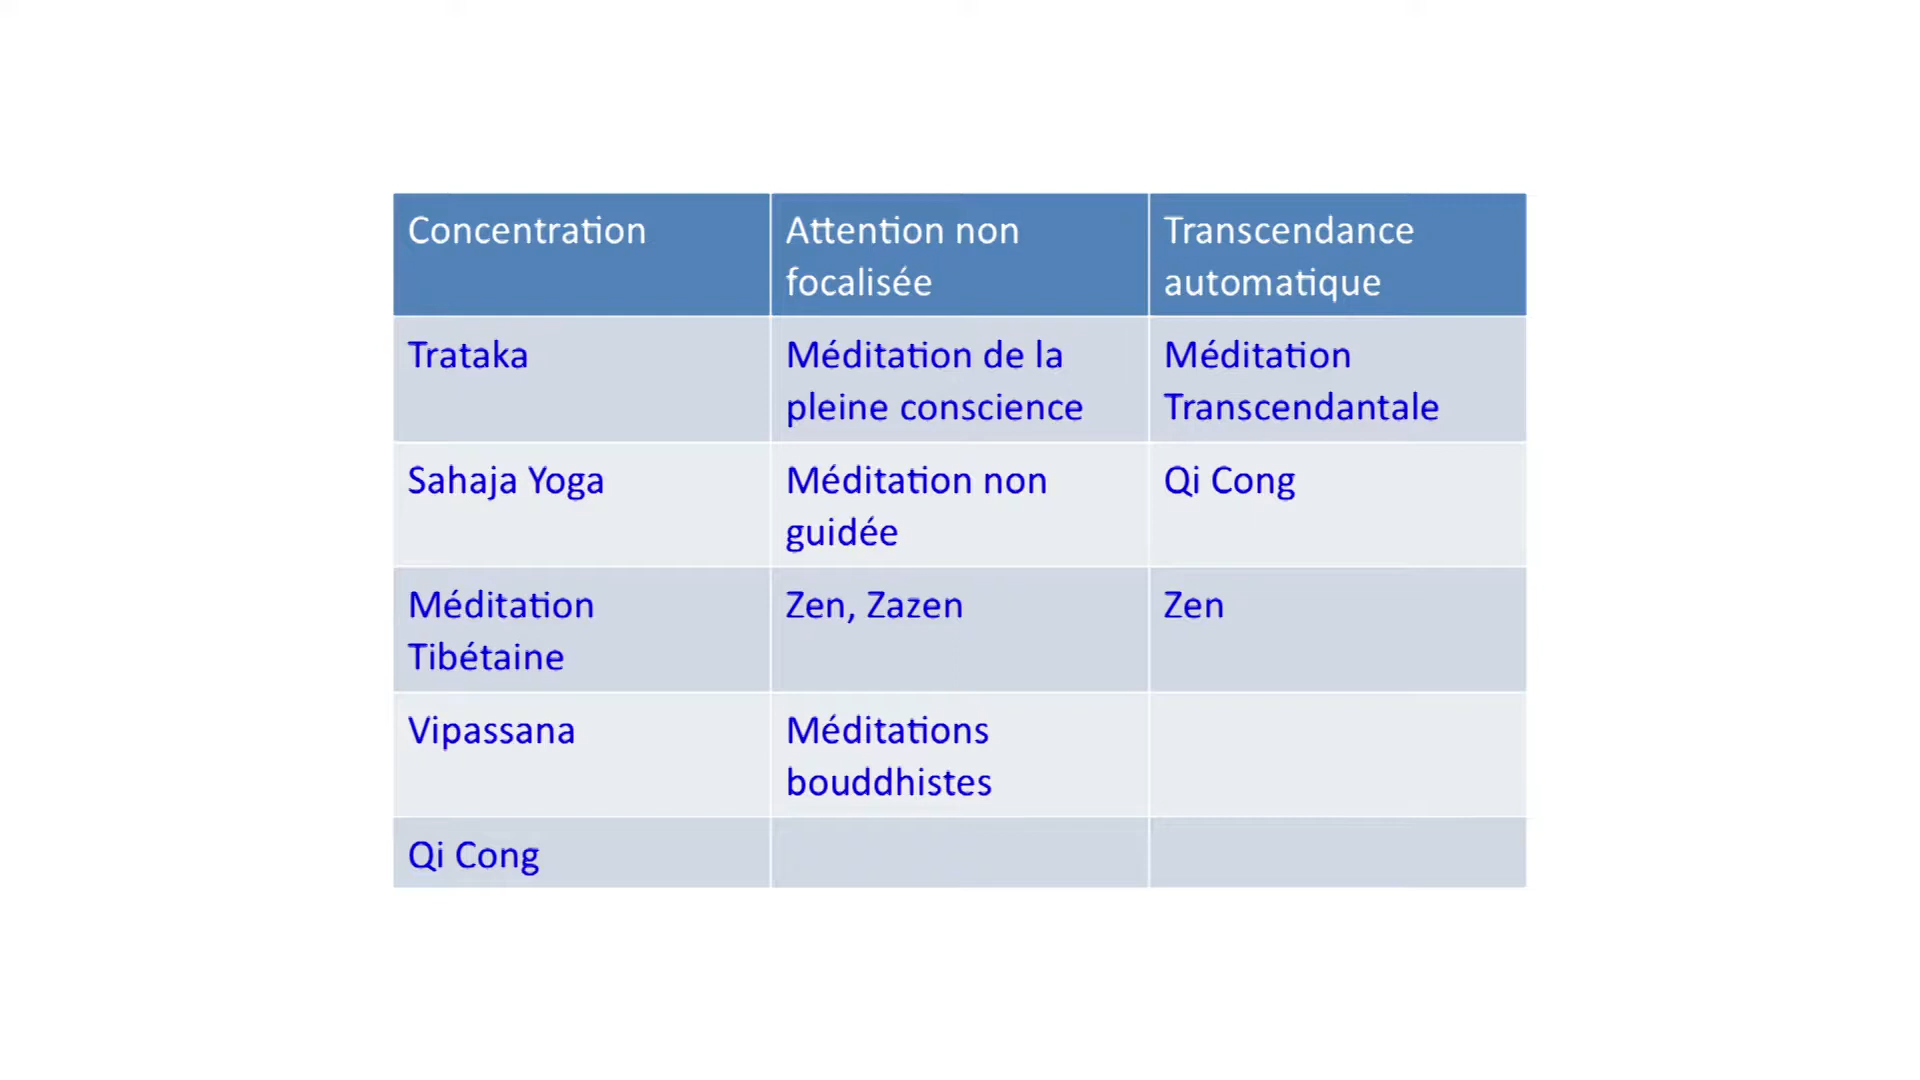 Concentration
Attention non
focalisée
Transcendance
automatique
Trataka
Méditation de la
pleine conscience
Méditation
Transcendantale
Sahaja Yoga
Méditation non
guidée
Qi Cong
Méditation
Tibétaine
Zen, Zazen
Zen
Vipassana
Méditations
bouddhistes
Qi Cong